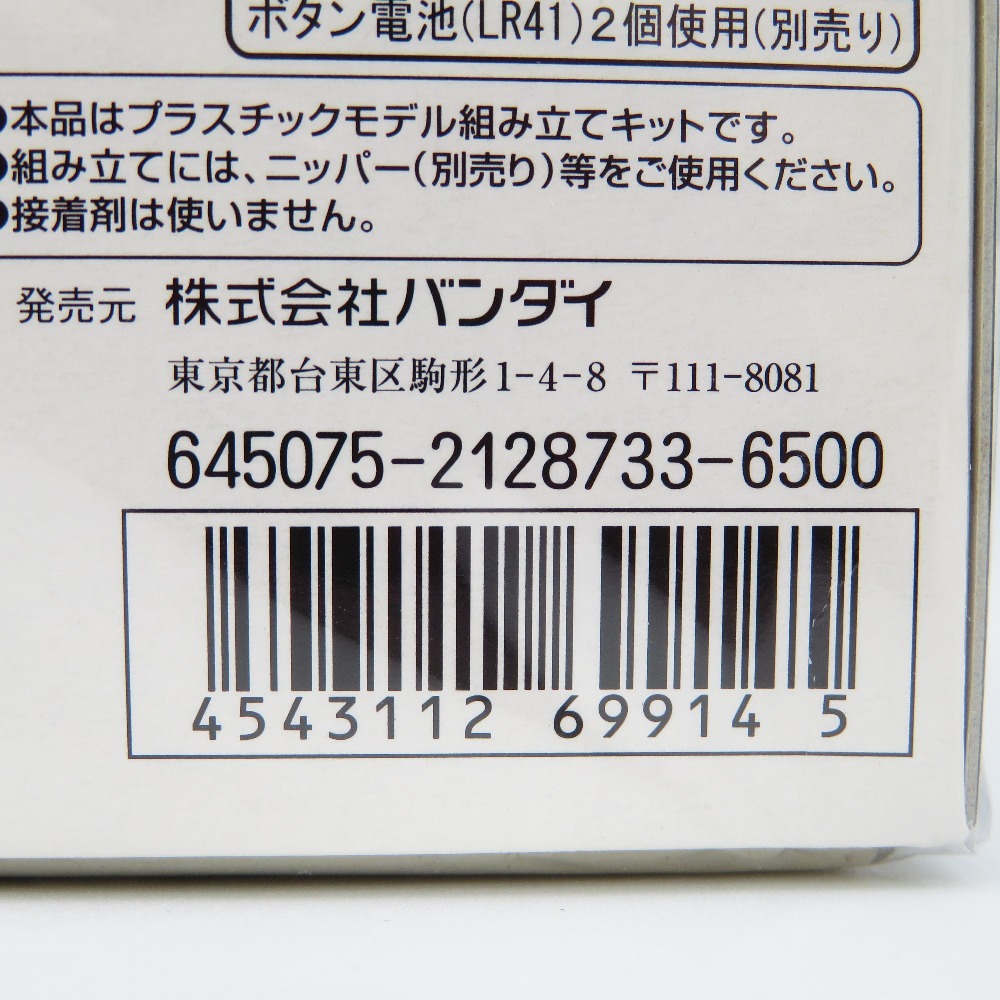 ボタン電池(LR41)2個使用(別売り)
●本品はプラスチックモデル組み立てキットです。
●組み立てには、ニッパー(別売り)等をご使用ください。
●接着剤は使いません。
発売元 株式会社バンダイ
東京都台東区駒形1-4-8 〒111-8081
645075-2128733-6500
4543112 69914 5